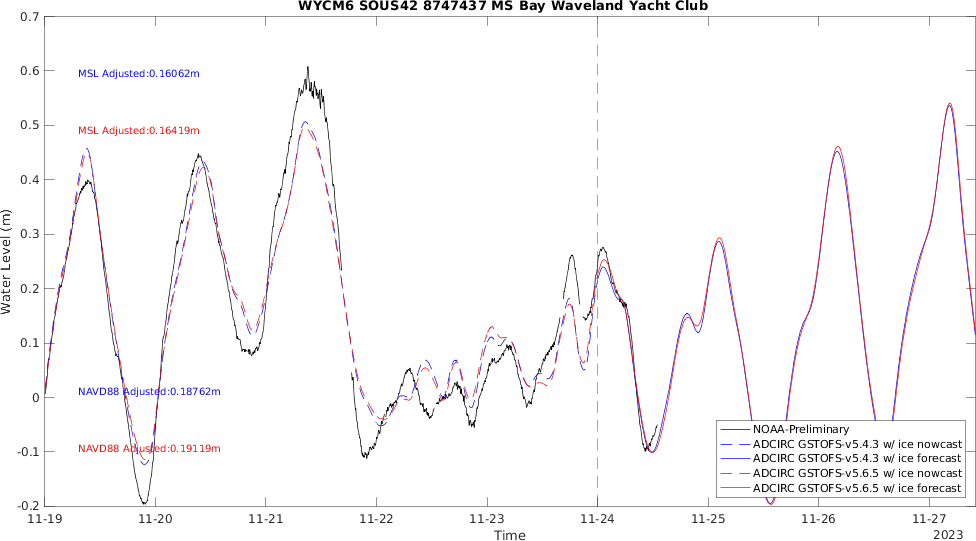 WYCM6 SOUS42 8747437 MS Bay Waveland Yacht Club
0.7
0.6
0.5
0.4
0.3
0.2
0.1
0
-0.1
-0.2
Water Level (m)
MSL Adjusted:0.16062m
MSL Adjusted:0.16419m
NAVD88 Adjusted:0.18762m
NAVD88 Adjusted:0.19119m
NOAA-Preliminary
ADCIRC GSTOFS-v5.4.3 w/ ice nowcast
ADCIRC GSTOFS-v5.4.3 w/ ice forecast
ADCIRC GSTOFS-v5.6.5 w/ ice nowcast
ADCIRC GSTOFS-v5.6.5 w/ ice forecast
11-19 11-20 11-21 11-22 11-23 11-24 11-25 11-26 11-27
Time
2023